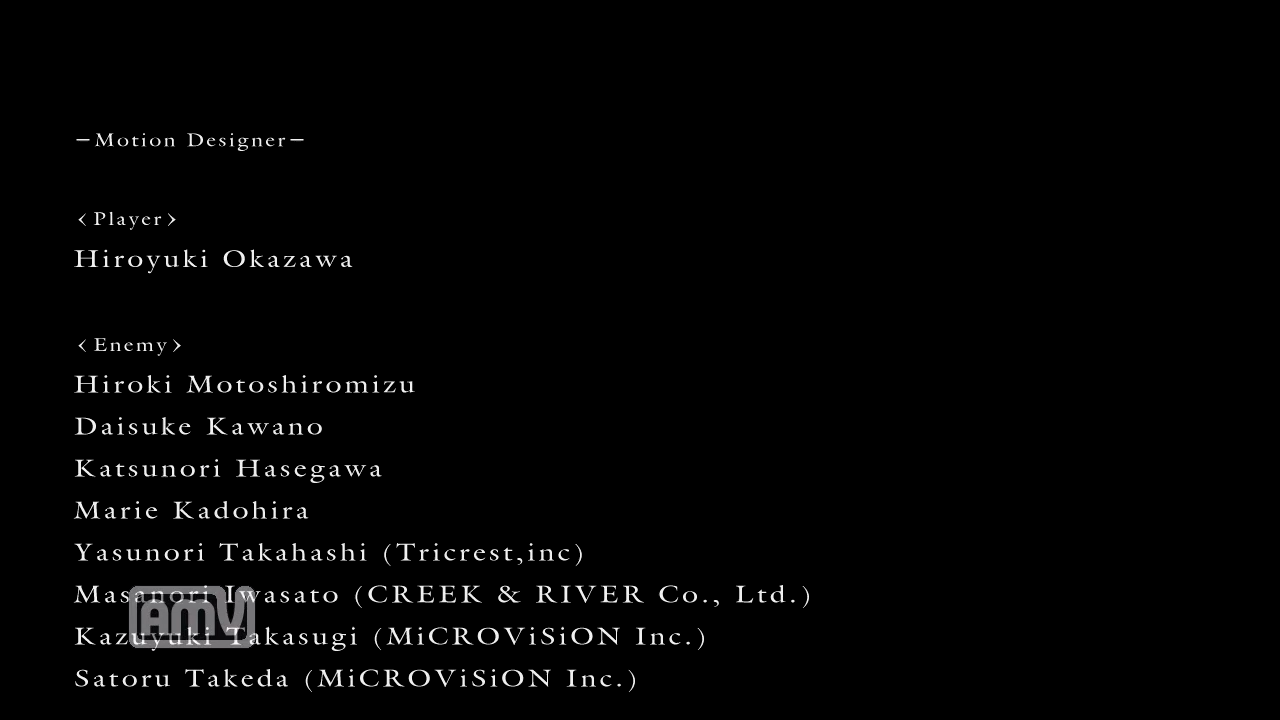 －Motion Designer－
‹Player›
Hiroyuki Okazawa
‹Enemy›
Hiroki Motoshiromizu
Daisuke Kawano
Katsunori Hasegawa
Marie Kadohira
Yasunori Takahashi (Tricrest,inc)
Masanori Iwasato (CREEK & RIVER Co., Ltd.)
AMV
Kazuyuki Takasugi (MiCROViSiON Inc.)
Satoru Takeda (MiCROViSiON Inc.)